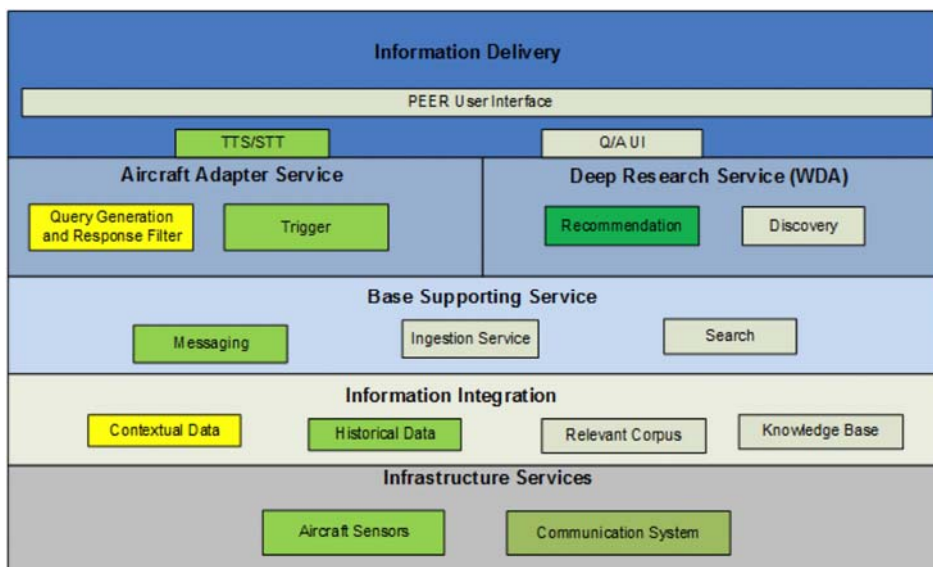 Information Delivery
PEER User Interface
TTS/STT
Q/A UI
Aircraft Adapter Service
Query Generation
and Response Filter
Trigger
Deep Research Service (WDA)
Recommendation
Discovery
Base Supporting Service
Messaging
Ingestion Service
Search
Information Integration
Contextual Data
Historical Data
Relevant Corpus
Knowledge Base
Infrastructure Services
Aircraft Sensors
Communication System